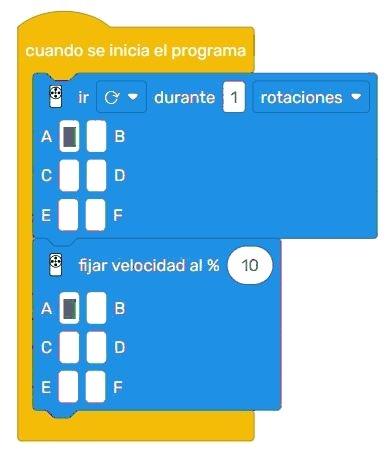 cuando se inicia el programa
ir durante 1 rotaciones
A B
C D
E F
fijar velocidad al % 10
A B
C D
E F